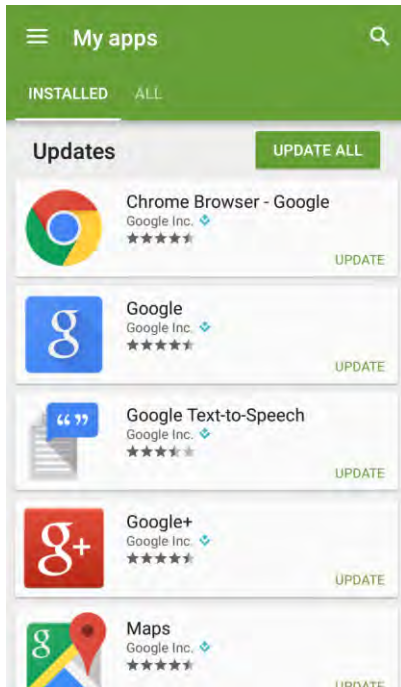 My apps
INSTALLED ALL
Updates
UPDATE ALL
Chrome Browser - Google
Google Inc.
UPDATE
g
Google
Google Inc.
UPDATE
“ ”
Google Text-to-Speech
Google Inc.
UPDATE
g+
Google+
Google Inc.
UPDATE
g
Maps
Google Inc.
UPDATE